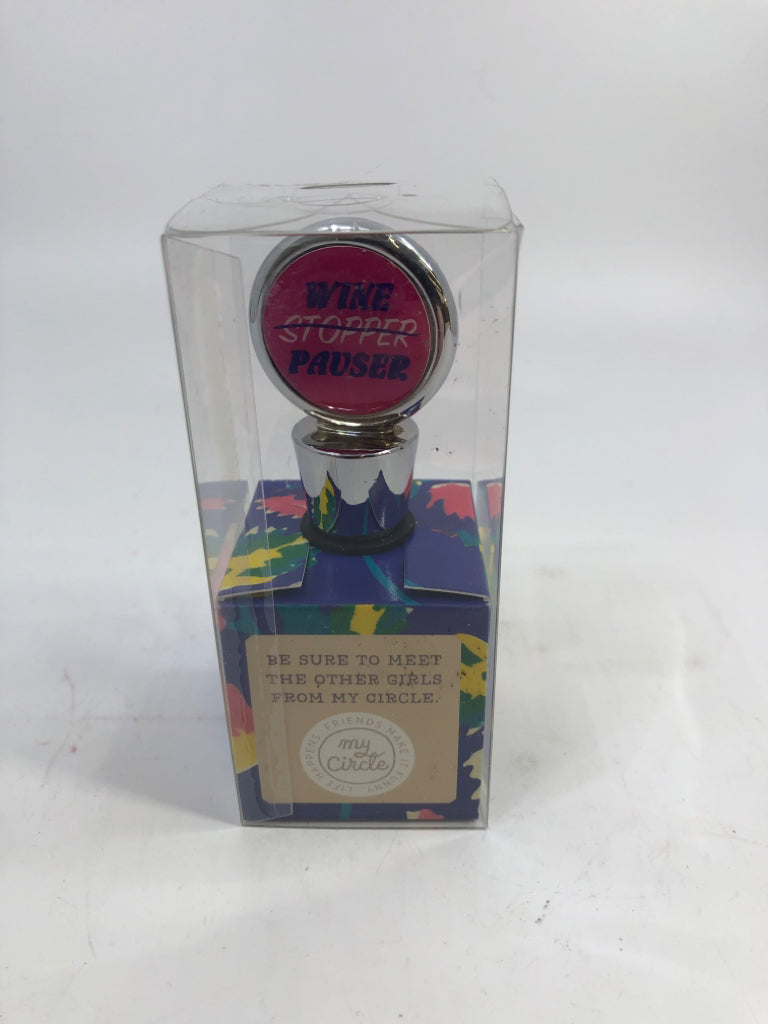 WINE
STOPPER
PAUSER
BE SURE TO MEET
THE OTHER GIRLS
FROM MY CIRCLE.
LIFE HAPPENS. FRIENDS MAKE IT FUNNY.
my
Circle